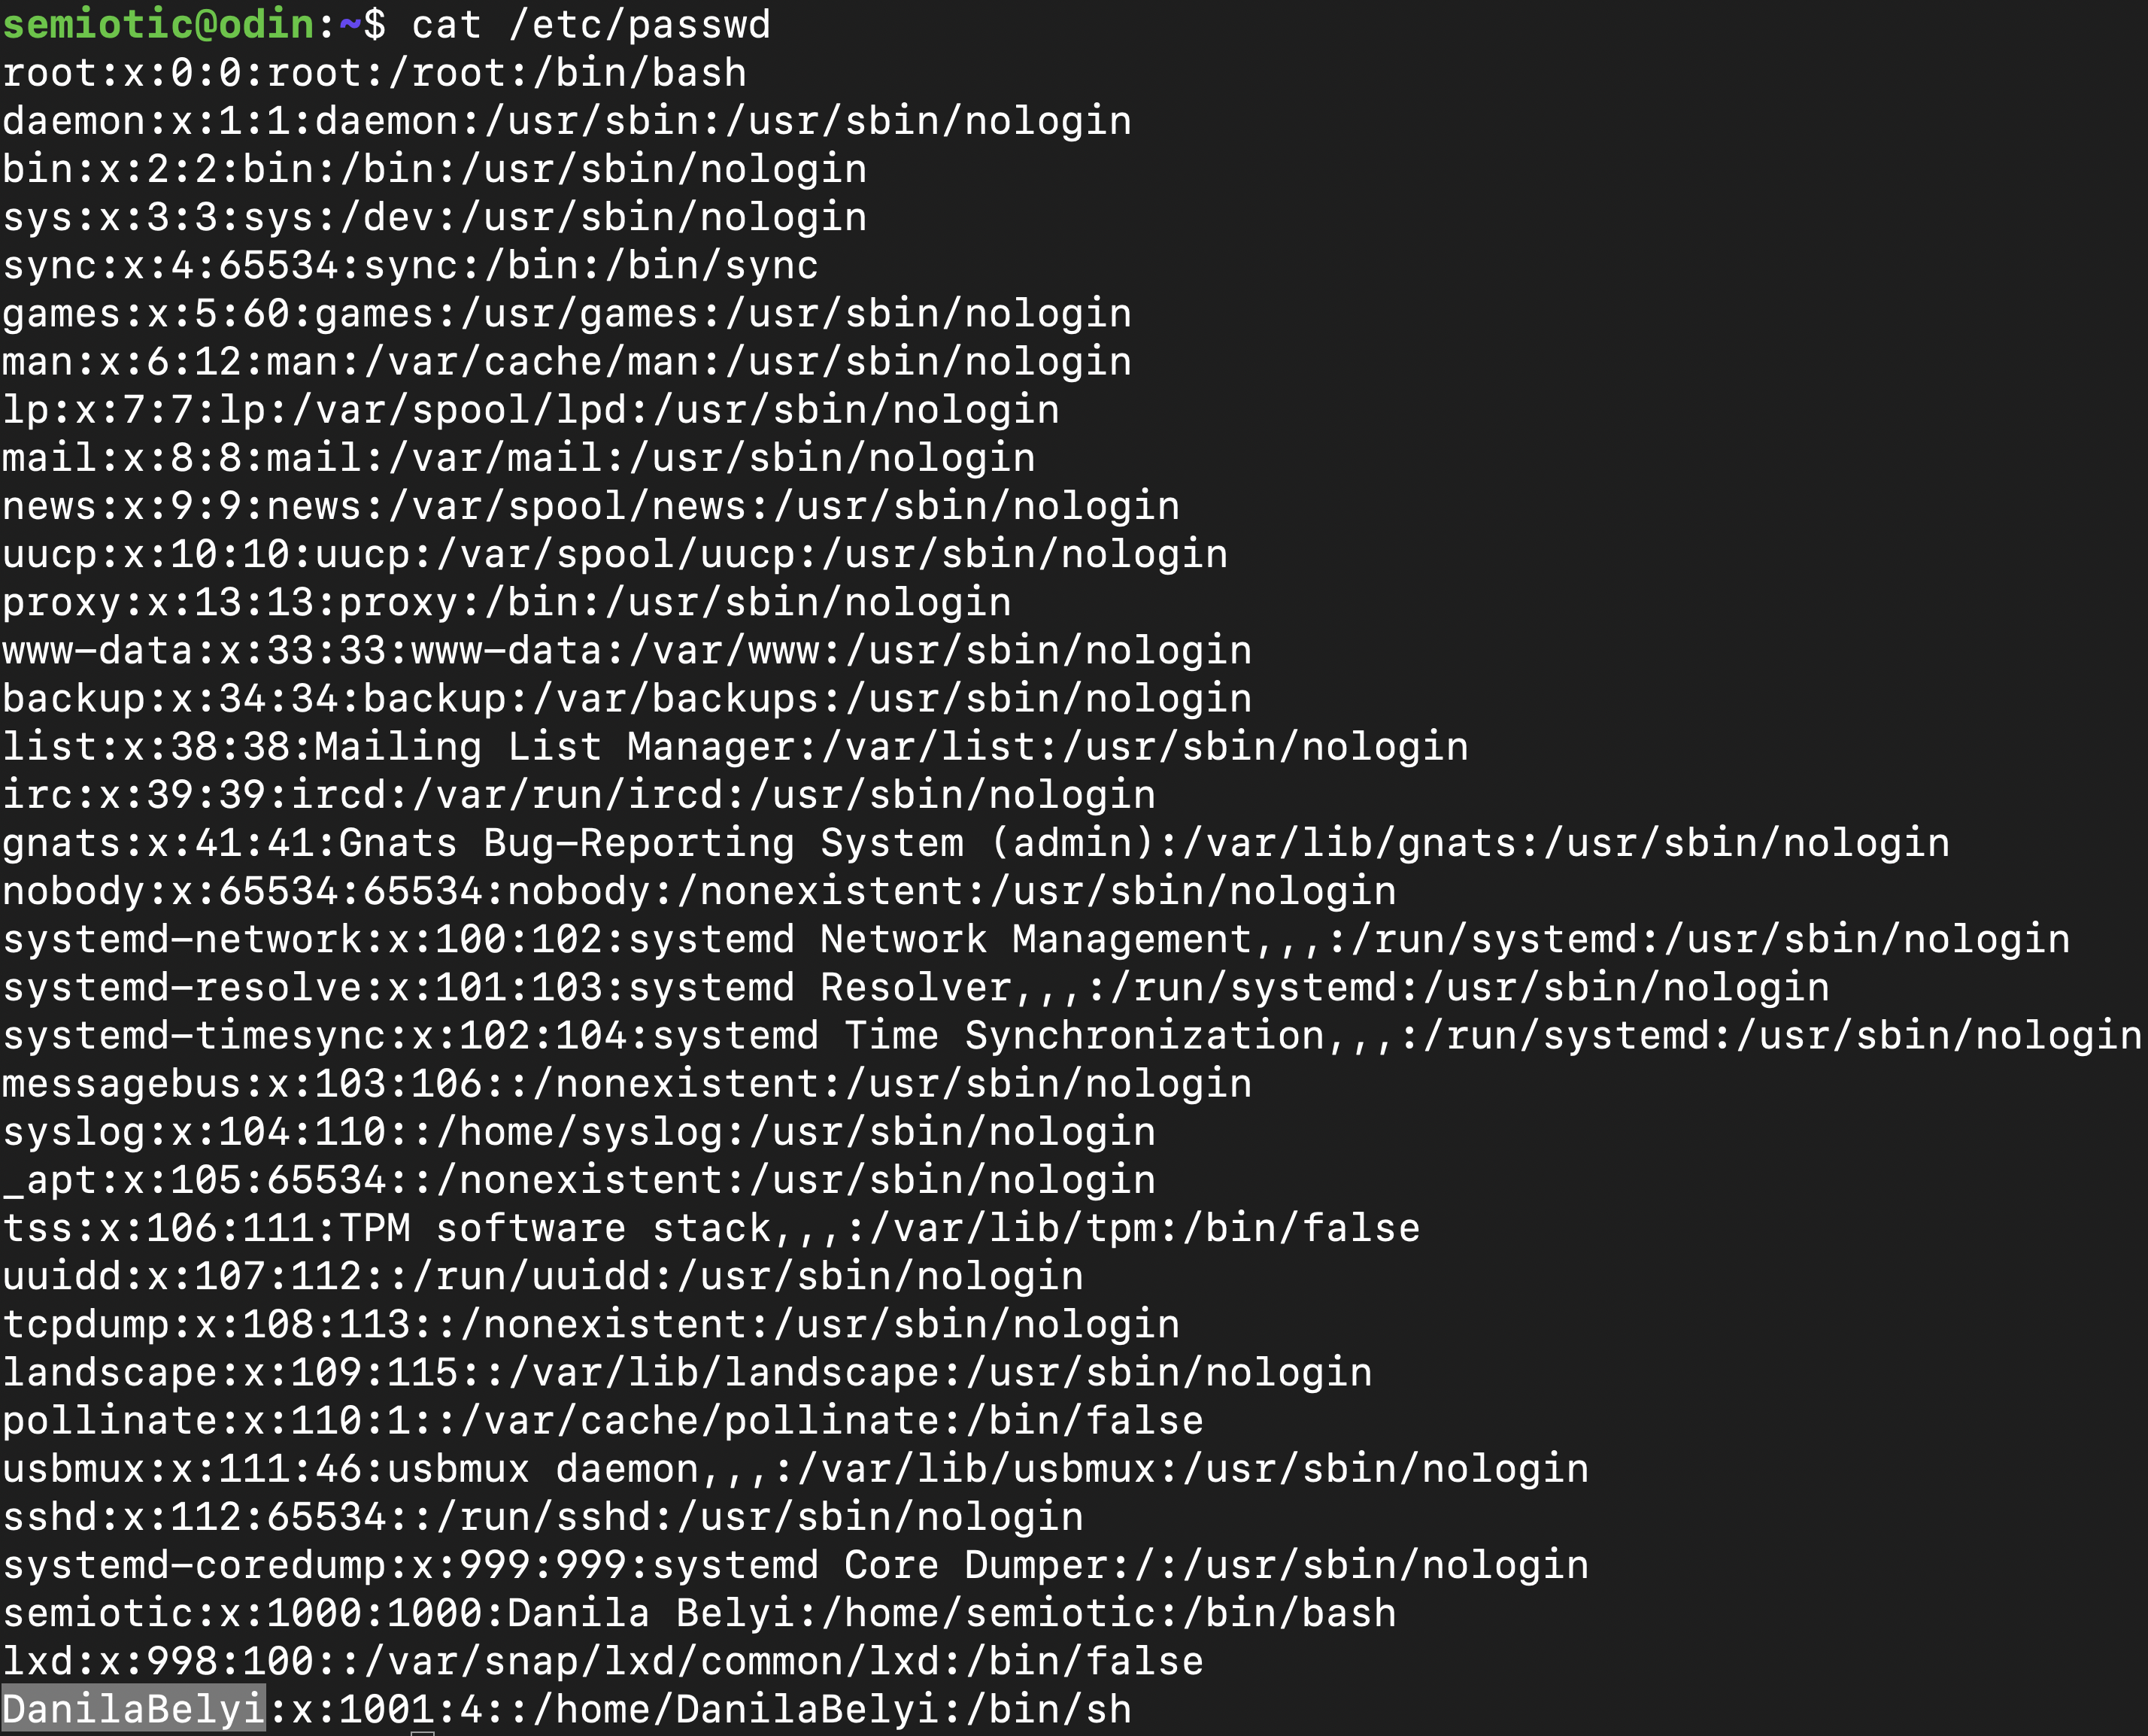 semiotic@odin:~$ cat /etc/passwd
root:x:0:0:root:/root:/bin/bash
daemon:x:1:1:daemon:/usr/sbin:/usr/sbin/nologin
bin:x:2:2:bin:/bin:/usr/sbin/nologin
sys:x:3:3:sys:/dev:/usr/sbin/nologin
sync:x:4:65534:sync:/bin:/bin/sync
games:x:5:60:games:/usr/games:/usr/sbin/nologin
man:x:6:12:man:/var/cache/man:/usr/sbin/nologin
lp:x:7:7:lp:/var/spool/lpd:/usr/sbin/nologin
mail:x:8:8:mail:/var/mail:/usr/sbin/nologin
news:x:9:9:news:/var/spool/news:/usr/sbin/nologin
uucp:x:10:10:uucp:/var/spool/uucp:/usr/sbin/nologin
proxy:x:13:13:proxy:/bin:/usr/sbin/nologin
www-data:x:33:33:www-data:/var/www:/usr/sbin/nologin
backup:x:34:34:backup:/var/backups:/usr/sbin/nologin
list:x:38:38:Mailing List Manager:/var/list:/usr/sbin/nologin
irc:x:39:39:ircd:/var/run/ircd:/usr/sbin/nologin
gnats:x:41:41:Gnats Bug-Reporting System (admin):/var/lib/gnats:/usr/sbin/nologin
nobody:x:65534:65534:nobody:/nonexistent:/usr/sbin/nologin
systemd-network:x:100:102:systemd Network Management,,,:/run/systemd:/usr/sbin/nologin
systemd-resolve:x:101:103:systemd Resolver,,,:/run/systemd:/usr/sbin/nologin
systemd-timesync:x:102:104:systemd Time Synchronization,,,:/run/systemd:/usr/sbin/nologin
messagebus:x:103:106::/nonexistent:/usr/sbin/nologin
syslog:x:104:110::/home/syslog:/usr/sbin/nologin
_apt:x:105:65534::/nonexistent:/usr/sbin/nologin
tss:x:106:111:TPM software stack,,,:/var/lib/tpm:/bin/false
uuidd:x:107:112::/run/uuidd:/usr/sbin/nologin
tcpdump:x:108:113::/nonexistent:/usr/sbin/nologin
landscape:x:109:115::/var/lib/landscape:/usr/sbin/nologin
pollinate:x:110:1::/var/cache/pollinate:/bin/false
usbmux:x:111:46:usbmux daemon,,,:/var/lib/usbmux:/usr/sbin/nologin
sshd:x:112:65534::/run/sshd:/usr/sbin/nologin
systemd-coredump:x:999:999:systemd Core Dumper:/:/usr/sbin/nologin
semiotic:x:1000:1000:Danila Belyi:/home/semiotic:/bin/bash
lxd:x:998:100::/var/snap/lxd/common/lxd:/bin/false
DanilaBelyi:x:1001:4::/home/DanilaBelyi:/bin/sh